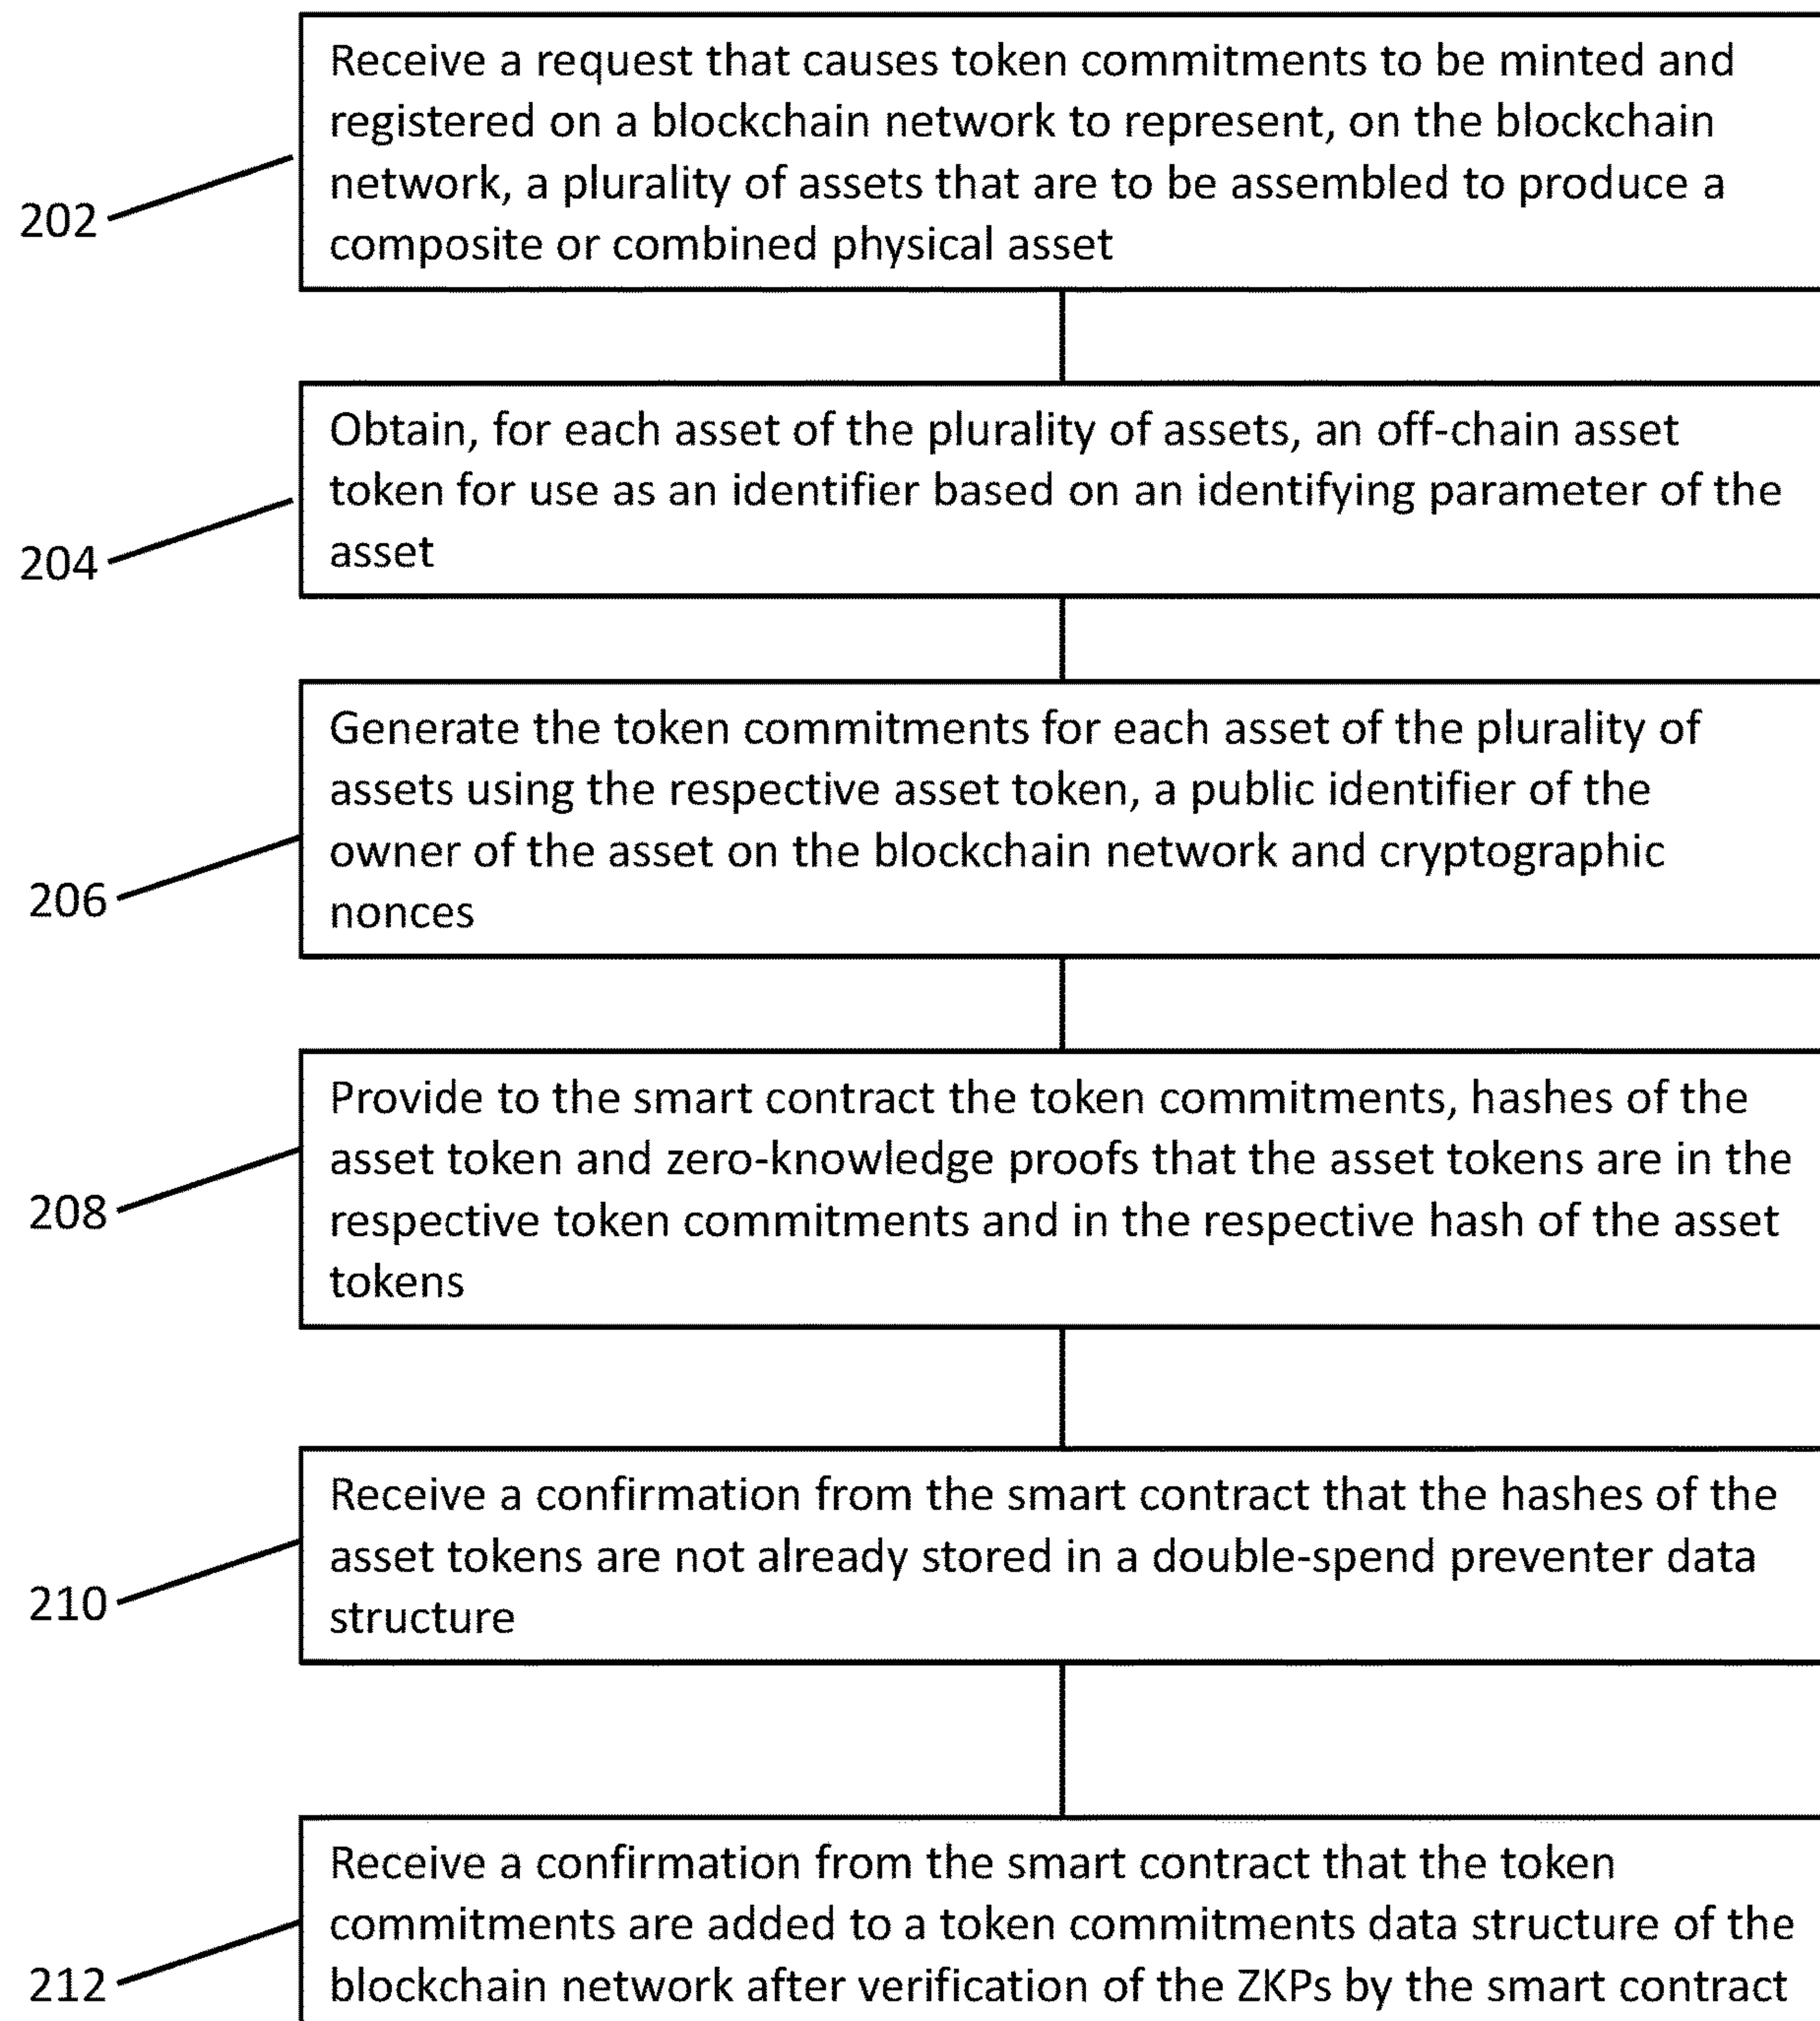 Receive a request that causes token commitments to be minted and
registered on a blockchain network to represent, on the blockchain
network, a plurality of assets that are to be assembled to produce a
composite or combined physical asset
202
Obtain, for each asset of the plurality of assets, an off-chain asset
token for use as an identifier based on an identifying parameter of the
asset
204
Generate the token commitments for each asset of the plurality of
assets using the respective asset token, a public identifier of the
owner of the asset on the blockchain network and cryptographic
nonces
206
Provide to the smart contract the token commitments, hashes of the
asset token and zero-knowledge proofs that the asset tokens are in the
respective token commitments and in the respective hash of the asset
tokens
208
Receive a confirmation from the smart contract that the hashes of the
asset tokens are not already stored in a double-spend preventer data
structure
210
Receive a confirmation from the smart contract that the token
commitments are added to a token commitments data structure of the
blockchain network after verification of the ZKPs by the smart contract
212